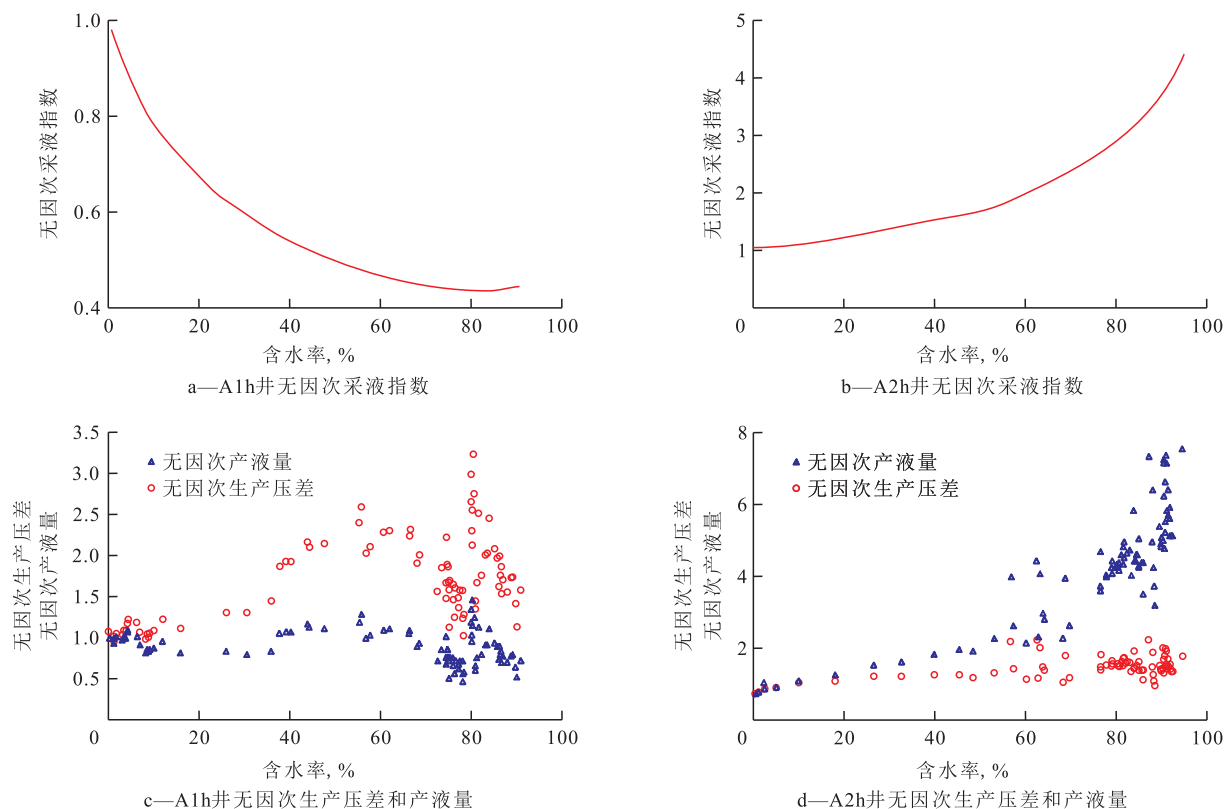 1.0
0.8
0.6
0.4
无因次采液指数
0 20 40 60 80 100
含水率, %
a—A1h井无因次采液指数
5
4
3
2
1
无因次采液指数
0 20 40 60 80 100
含水率, %
b—A2h井无因次采液指数
3.5
3.0
2.5
2.0
1.5
1.0
0.5
无因次生产压差
无因次产液量
无因次产液量
无因次生产压差
0 20 40 60 80 100
含水率, %
c—A1h井无因次生产压差和产液量
8
6
4
2
无因次生产压差
无因次产液量
无因次产液量
无因次生产压差
0 20 40 60 80 100
含水率, %
d—A2h井无因次生产压差和产液量